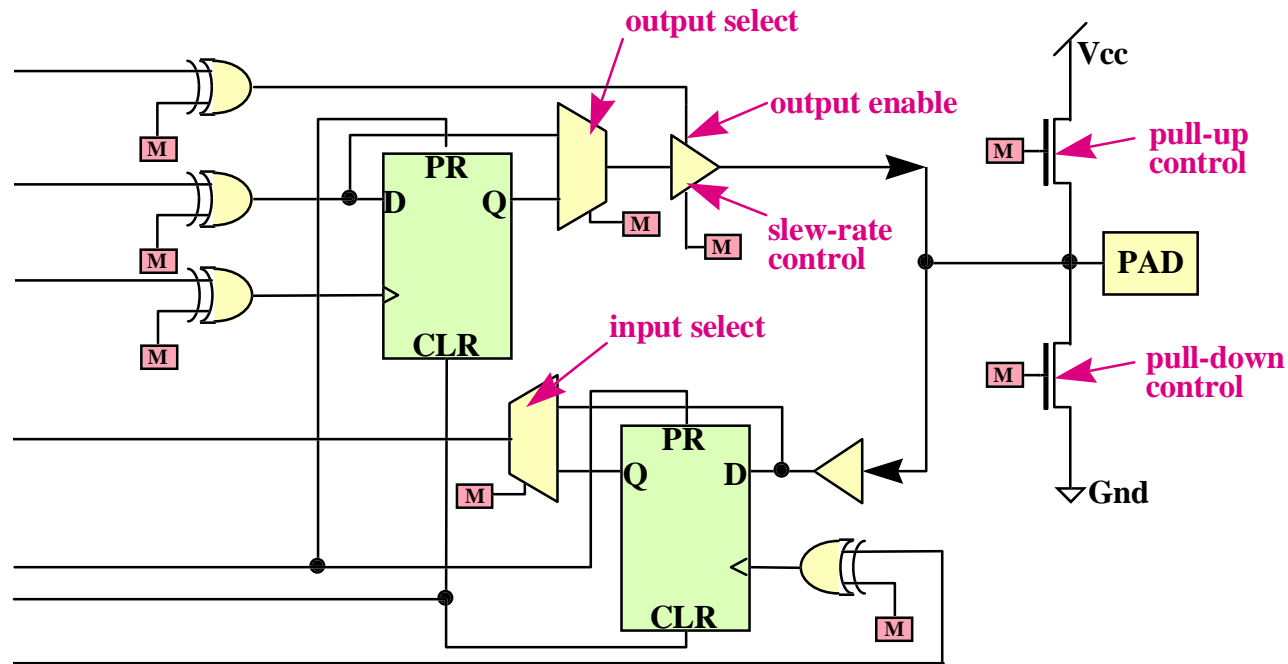 output select
Vcc
output enable
M
pull-up
control
M
PR
D
Q
M
M
slew-rate
control
M
PAD
M
CLR
input select
M
pull-down
control
PR
Q
D
M
Gnd
CLR
M